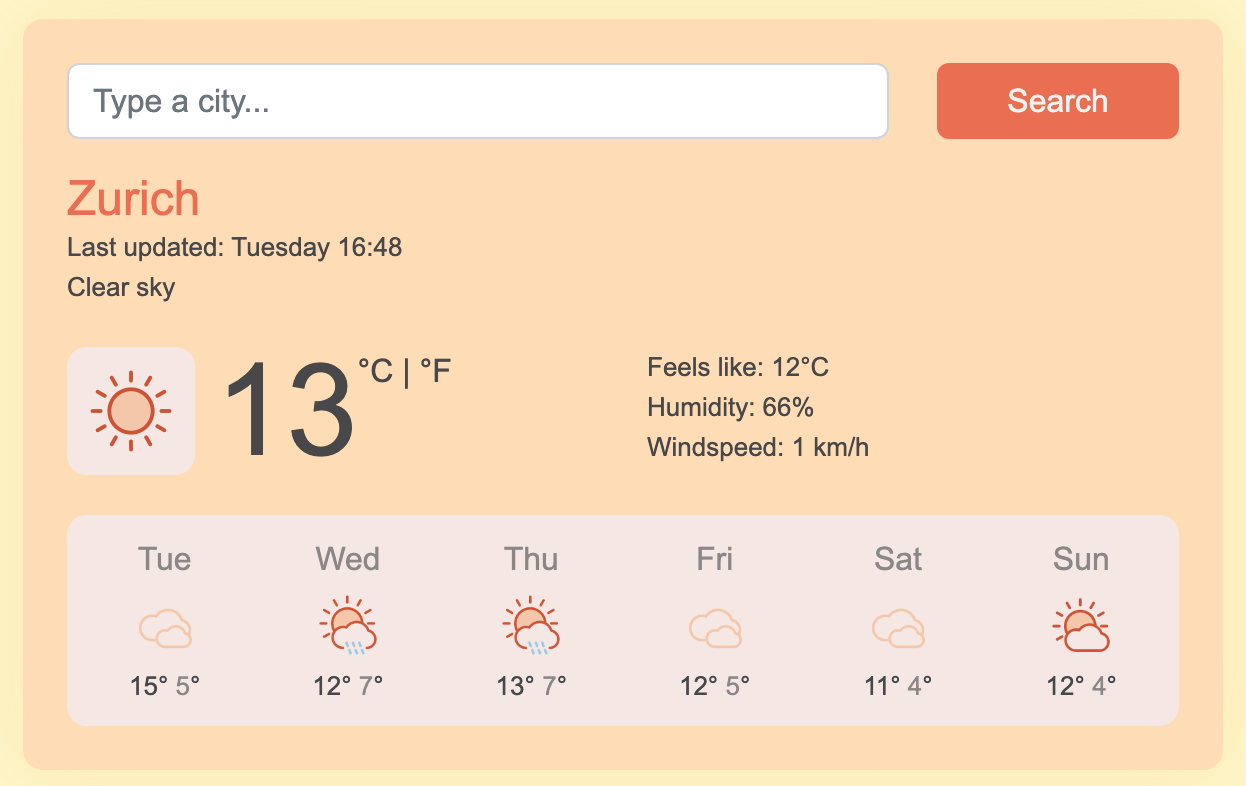 Type a city...
Search
Zurich
Last updated: Tuesday 16:48
Clear sky
13 °C | °F
Feels like: 12°C
Humidity: 66%
Windspeed: 1 km/h
Tue Wed Thu Fri Sat Sun
15° 5° 12° 7° 13° 7° 12° 5° 11° 4° 12° 4°